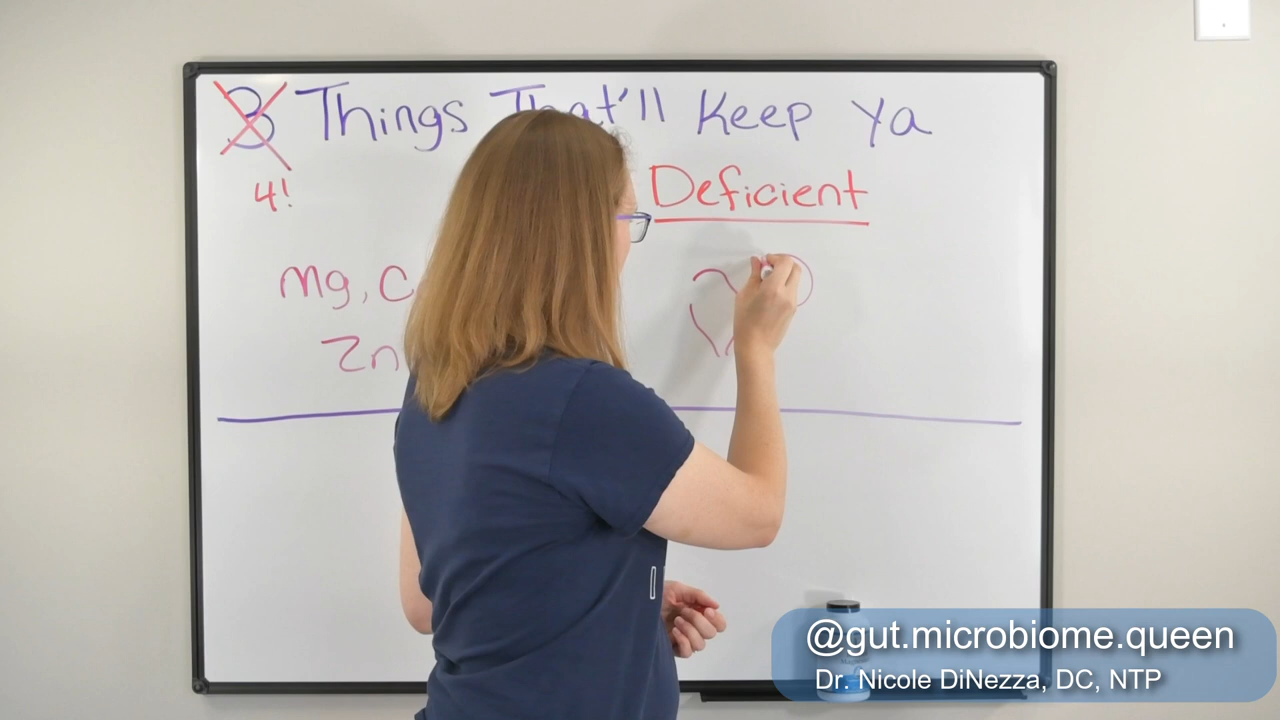 3 Things That'll Keep Ya
4! Deficient
Mg, C
Zn
@gut.microbiome.queen
Dr. Nicole DiNezza, DC, NTP